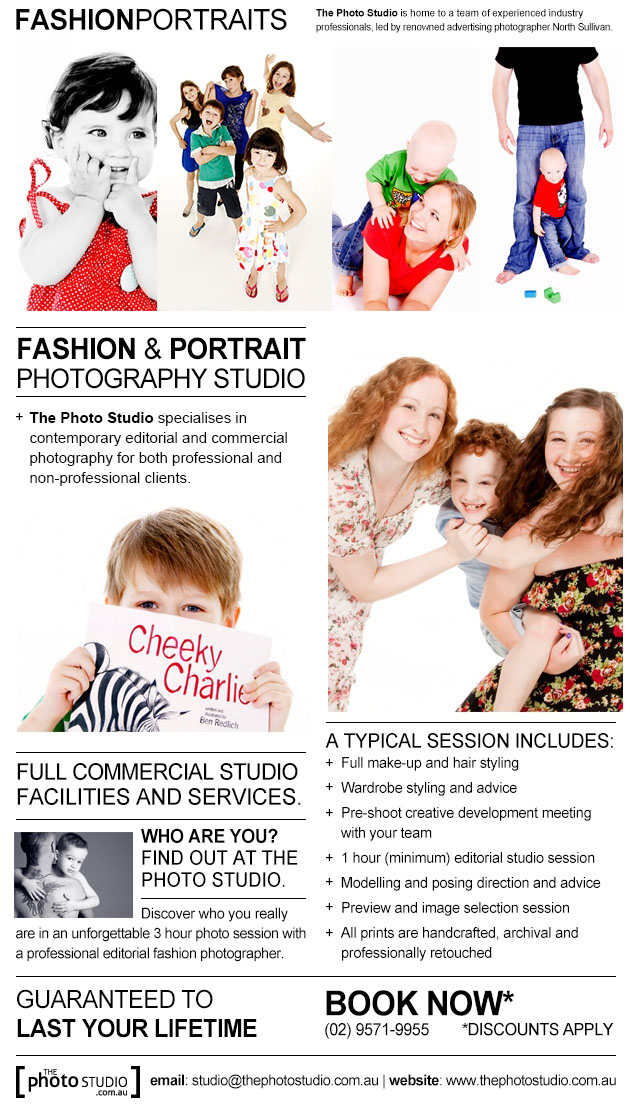 FASHIONPORTRAITS
The Photo Studio is home to a team of experienced industry
professionals, led by renowned advertising photographer North Sullivan.
FASHION & PORTRAIT
PHOTOGRAPHY STUDIO
+ The Photo Studio specialises in
contemporary editorial and commercial
photography for both professional and
non-professional clients.
Cheeky
Charlie
written and
illustrated by
Ben Redlich
FULL COMMERCIAL STUDIO
FACILITIES AND SERVICES.
WHO ARE YOU?
FIND OUT AT THE
PHOTO STUDIO.
Discover who you really
are in an unforgettable 3 hour photo session with
a professional editorial fashion photographer.
A TYPICAL SESSION INCLUDES:
+ Full make-up and hair styling
+ Wardrobe styling and advice
+ Pre-shoot creative development meeting
with your team
+ 1 hour (minimum) editorial studio session
+ Modelling and posing direction and advice
+ Preview and image selection session
+ All prints are handcrafted, archival and
professionally retouched
GUARANTEED TO
LAST YOUR LIFETIME
BOOK NOW*
(02) 9571-9955 *DISCOUNTS APPLY
[THE photo STUDIO .com.au]
email: studio@thephotostudio.com.au | website: www.thephotostudio.com.au